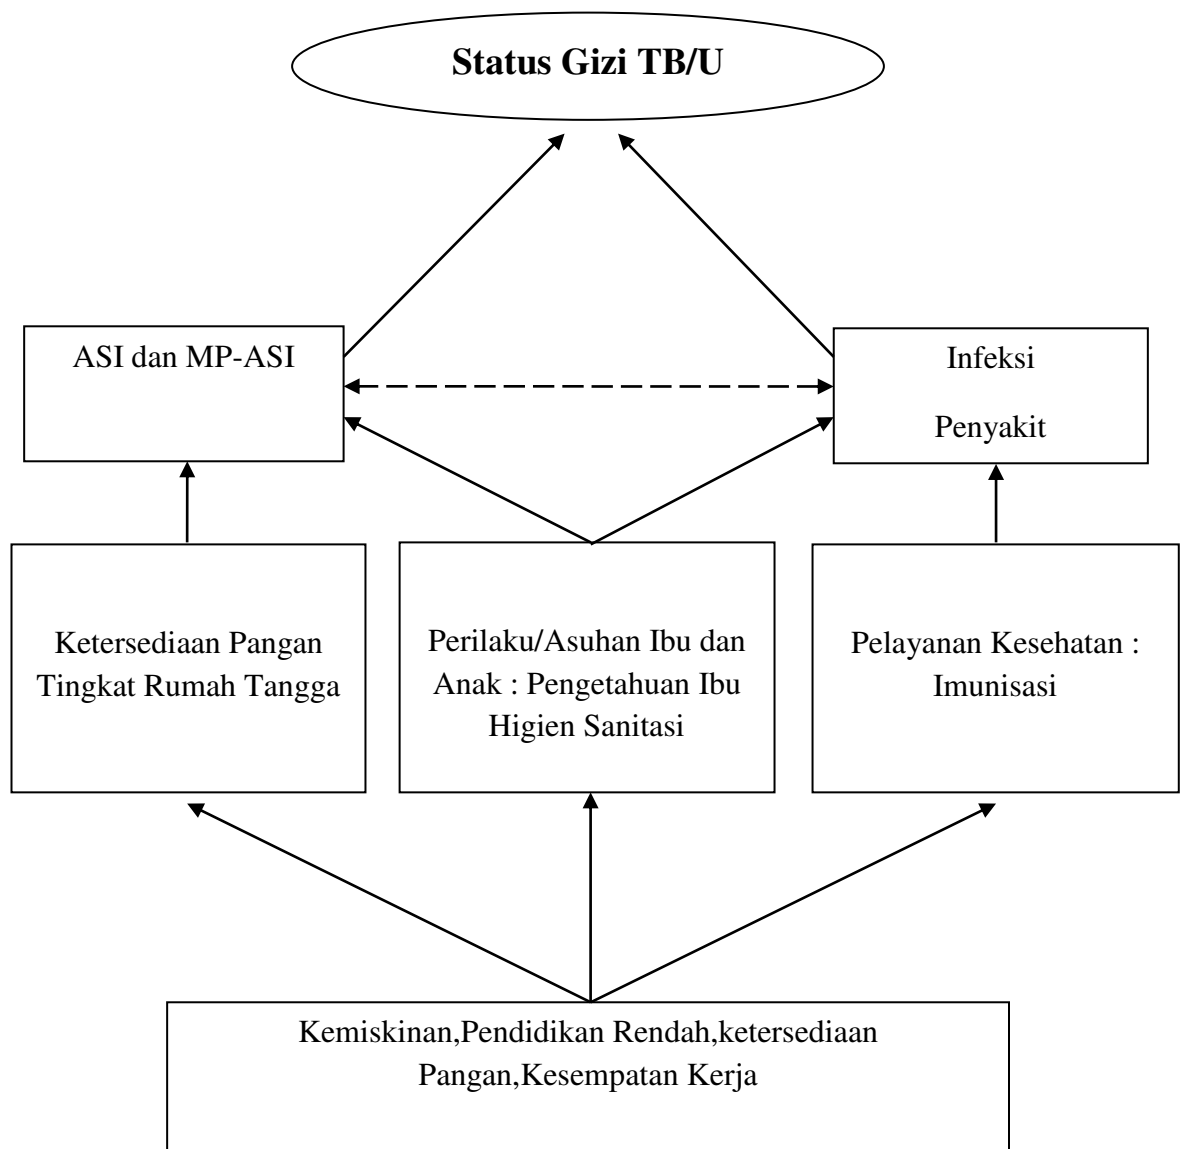 Status Gizi TB/U
ASI dan MP-ASI
Infeksi
Penyakit
Ketersediaan Pangan
Tingkat Rumah Tangga
Perilaku/Asuhan Ibu dan
Anak : Pengetahuan Ibu
Higien Sanitasi
Pelayanan Kesehatan :
Imunisasi
Kemiskinan,Pendidikan Rendah,ketersediaan
Pangan,Kesempatan Kerja